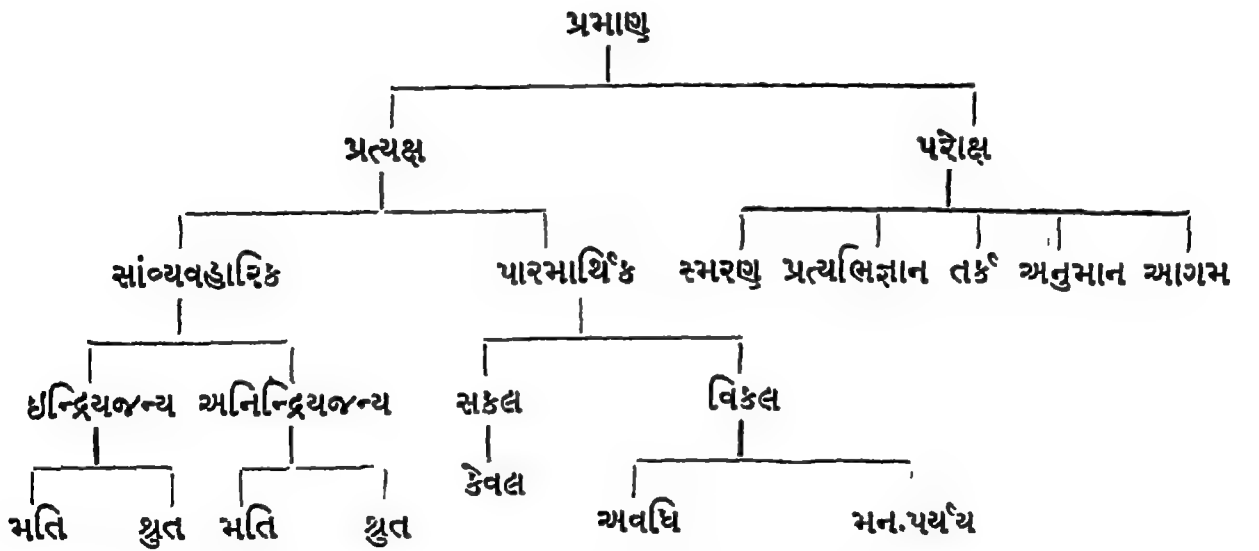 પ્રમાણ
પ્રત્યક્ષ પરોક્ષ
સાંવ્યવહારિક પારમાર્થિક સ્મરણ પ્રત્યભિજ્ઞાન તર્ક અનુમાન આગમ
ઇન્દ્રિયજન્ય અનિન્દ્રિયજન્ય સકલ વિકલ
કેવલ
મતિ શ્રુત મતિ શ્રુત અવધિ મન.પર્યય